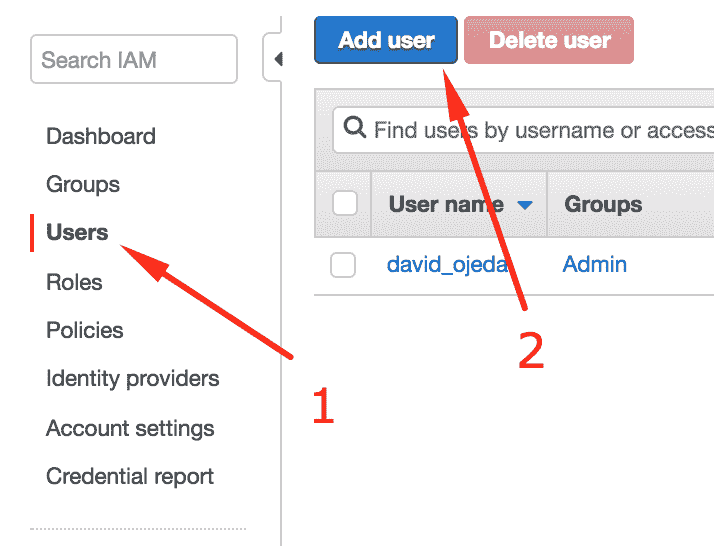 Search IAM
Dashboard
Groups
Users
Roles
Policies
Identity providers
Account settings
Credential report
1
Add user
Delete user
Find users by username or access
User name
Groups
david_ojeda
Admin
2